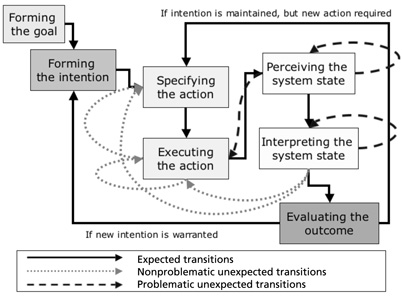 If intention is maintained, but new action required
Forming
the goal
Forming
the intention
Specifying
the action
Perceiving the
system state
Executing
the action
Interpreting the
system state
Evaluating the
outcome
If new intention is warranted
Expected transitions
Nonproblematic unexpected transitions
Problematic unexpected transitions